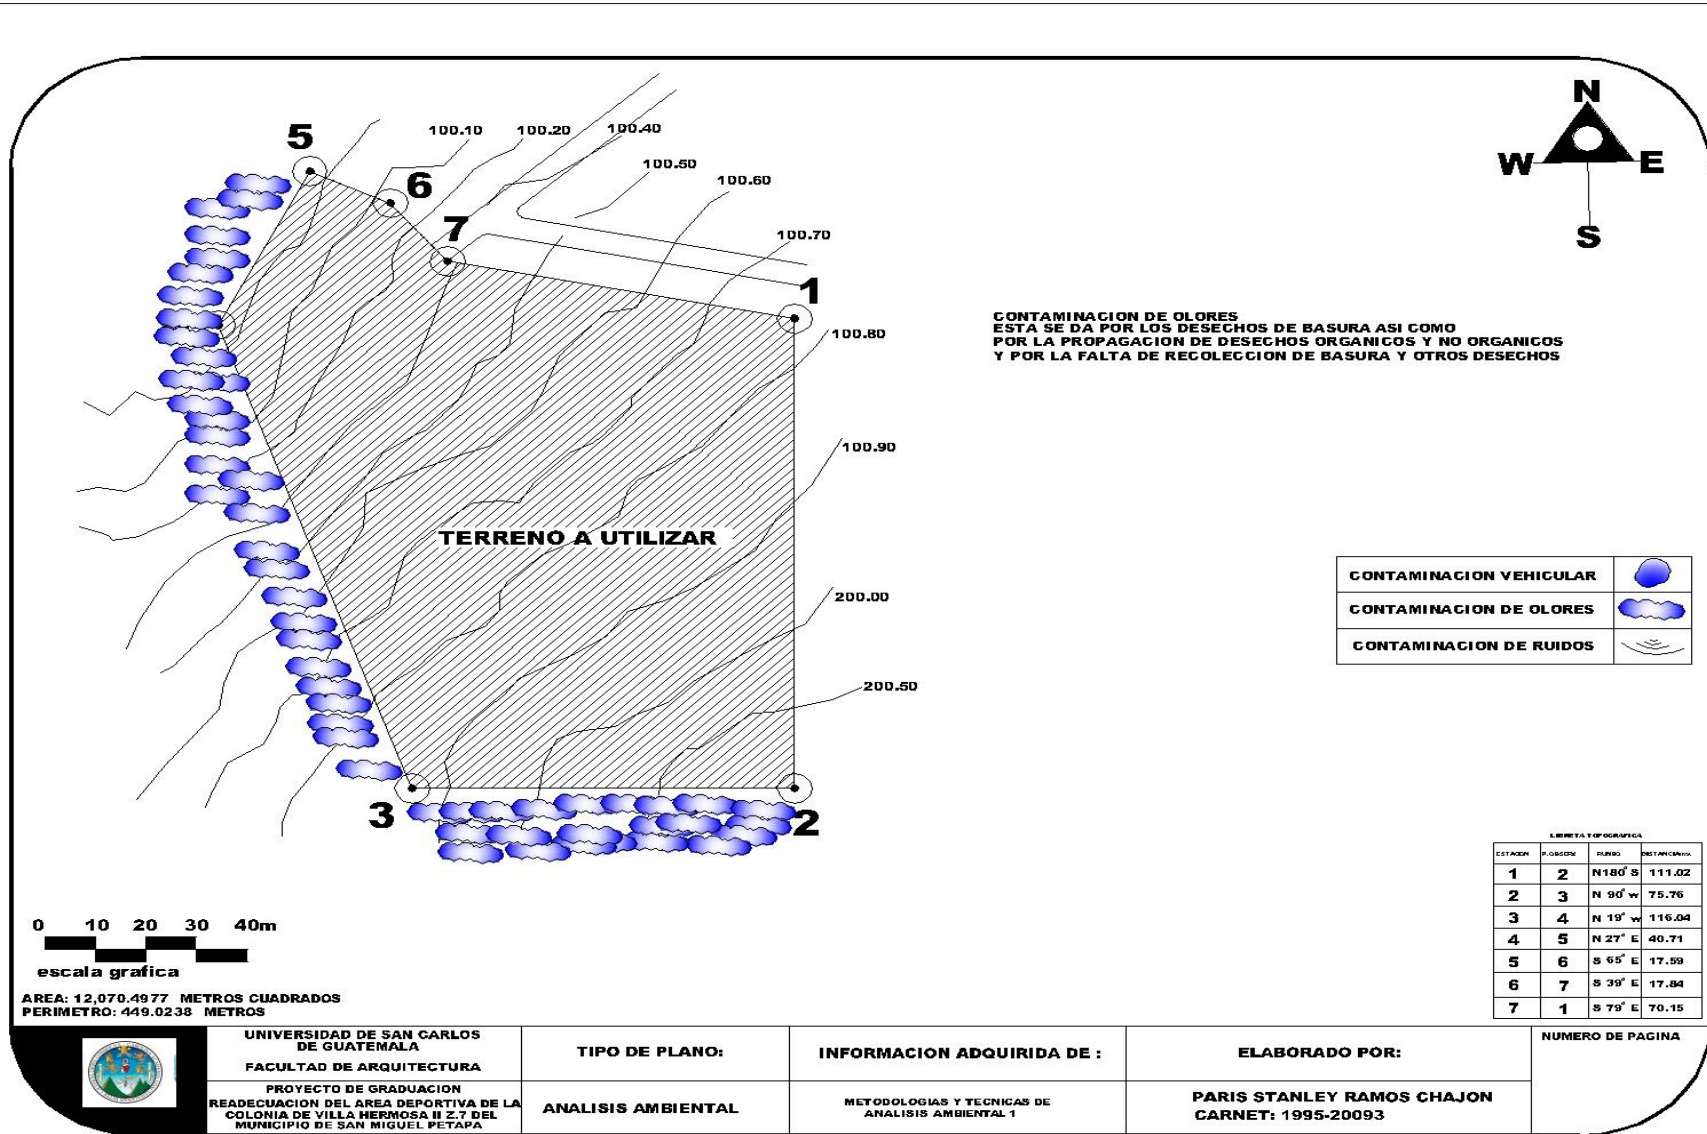 N
W E
S
5
6
7
1
2
3
100.10
100.20
100.40
100.50
100.60
100.70
100.80
100.90
200.00
200.50
CONTAMINACION DE OLORES
ESTA SE DA POR LOS DESECHOS DE BASURA ASI COMO
POR LA PROPAGACION DE DESECHOS ORGANICOS Y NO ORGANICOS
Y POR LA FALTA DE RECOLECCION DE BASURA Y OTROS DESECHOS
TERRENO A UTILIZAR
CONTAMINACION VEHICULAR
CONTAMINACION DE OLORES
CONTAMINACION DE RUIDOS
LIBRETA TOPOGRAFICA
ESTACION P.OBSERV RUMBO DISTANCIA
1 2 N180° S 111.02
2 3 N 90° w 75.76
3 4 N 19° w 116.04
4 5 N 27° E 40.71
5 6 S 65° E 17.59
6 7 S 39° E 17.84
7 1 S 79° E 70.15
0 10 20 30 40m
escala grafica
AREA: 12,070.4977 METROS CUADRADOS
PERIMETRO: 449.0238 METROS
UNIVERSIDAD DE SAN CARLOS
DE GUATEMALA
FACULTAD DE ARQUITECTURA
PROYECTO DE GRADUACION
READECUACION DEL AREA DEPORTIVA DE LA
COLONIA DE VILLA HERMOSA II Z.7 DEL
MUNICIPIO DE SAN MIGUEL PETAPA
TIPO DE PLANO:
ANALISIS AMBIENTAL
INFORMACION ADQUIRIDA DE :
METODOLOGIAS Y TECNICAS DE
ANALISIS AMBIENTAL 1
ELABORADO POR:
PARIS STANLEY RAMOS CHAJON
CARNET: 1995-20093
NUMERO DE PAGINA